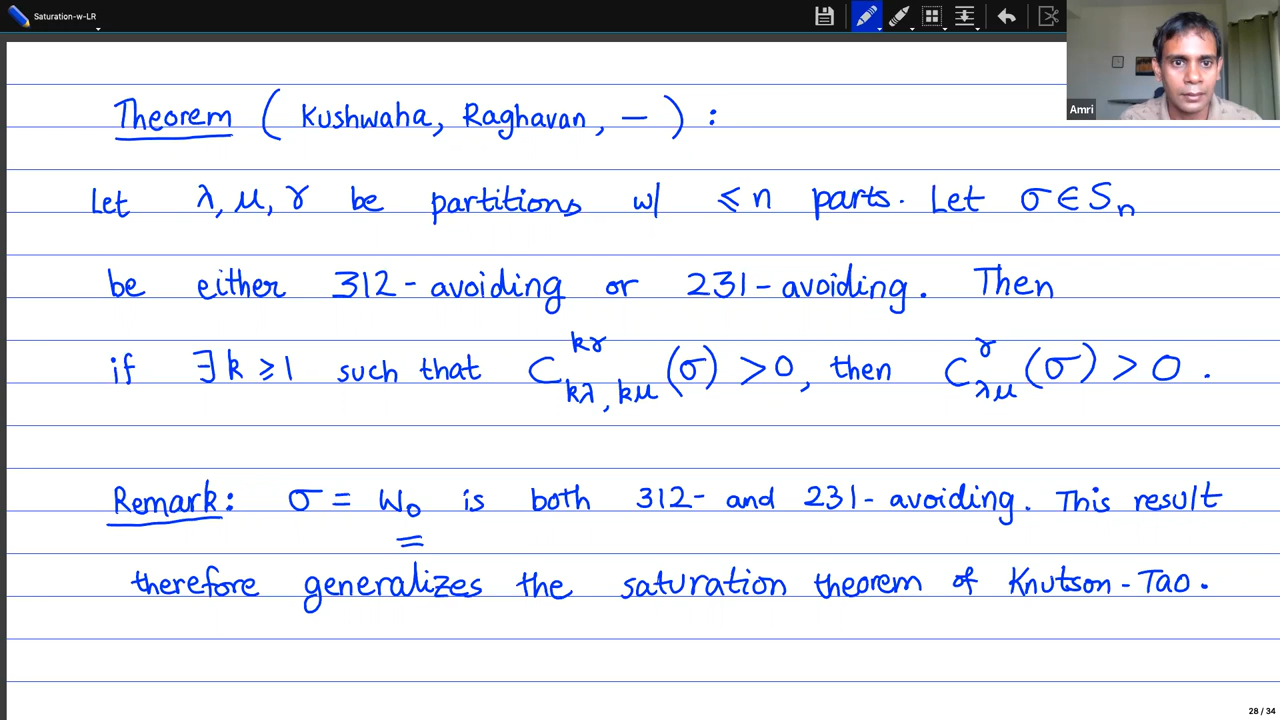 Saturation-w-LR
Amri
Theorem ( Kushwaha, Raghavan, — ) :
Let λ, μ, γ be partitions w/ ⩽ n parts. Let σ ∈ Sₙ
be either 312-avoiding or 231-avoiding. Then
if ∃ k ⩾ 1 such that C^{kγ}_{kλ, kμ} (σ) > 0, then C^{γ}_{λμ} (σ) > 0 .
Remark: σ = w₀ is both 312- and 231-avoiding. This result
therefore generalizes the saturation theorem of Knutson-Tao.
28 / 34